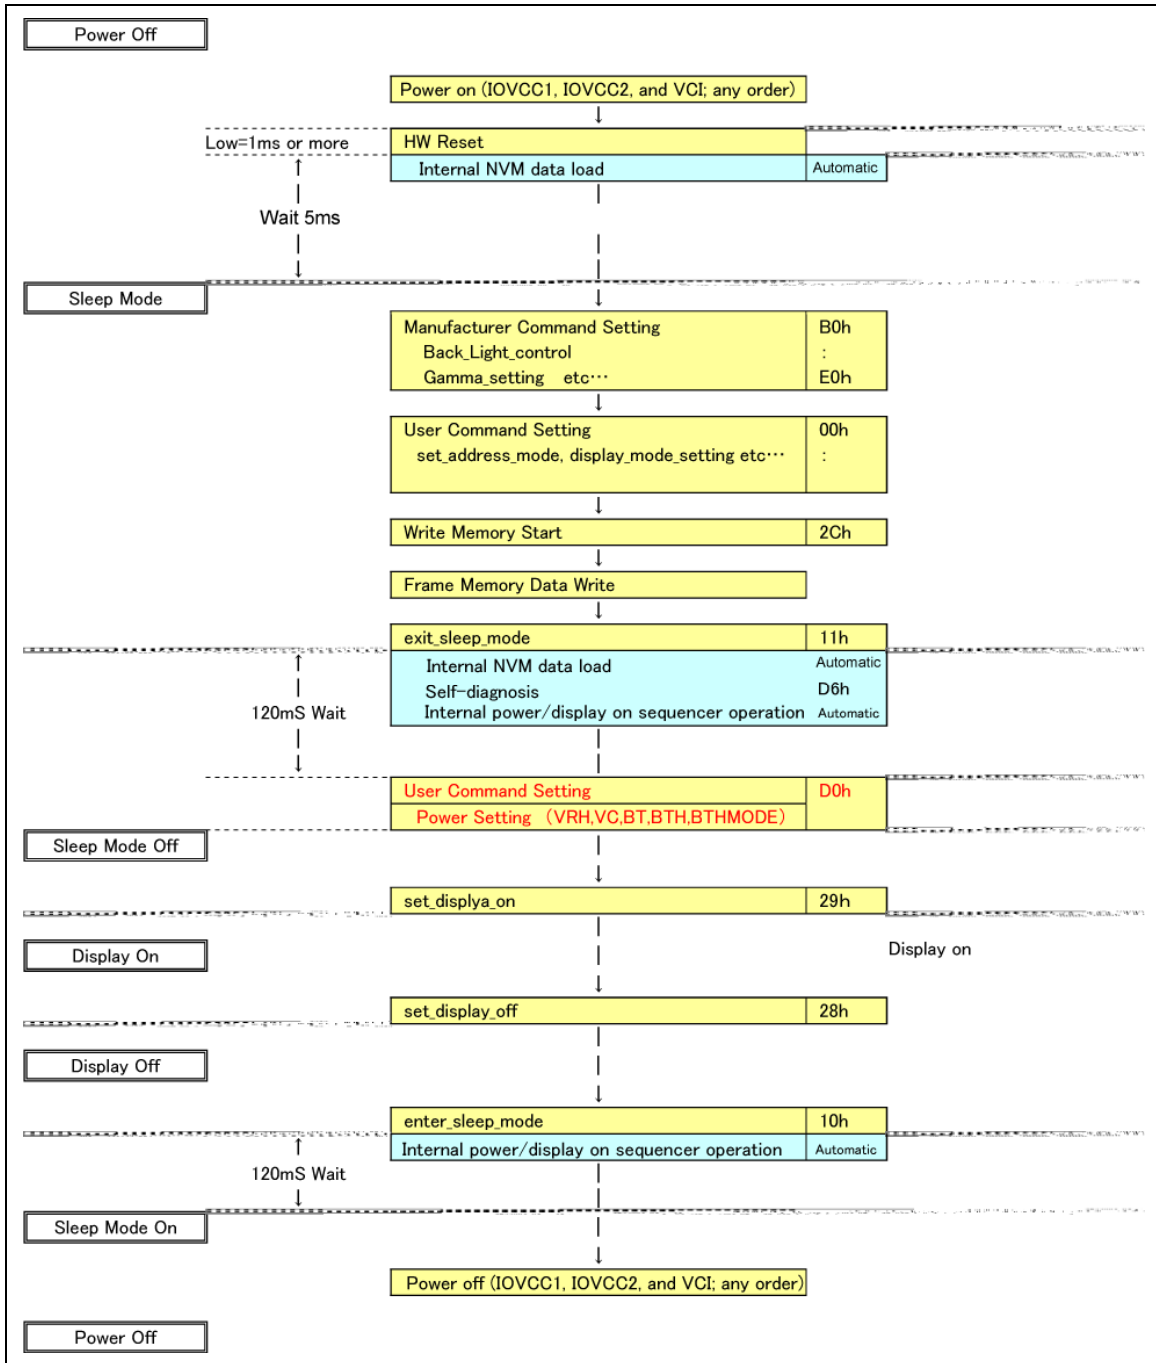 Power Off
Power on (IOVCC1, IOVCC2, and VCI; any order)
Low=1ms or more
HW Reset
Internal NVM data load Automatic
Wait 5ms
Sleep Mode
Manufacturer Command Setting B0h
Back_Light_control :
Gamma_setting etc… E0h
User Command Setting 00h
set_address_mode, display_mode_setting etc… :
Write Memory Start 2Ch
Frame Memory Data Write
exit_sleep_mode 11h
Internal NVM data load Automatic
Self-diagnosis D6h
120mS Wait
Internal power/display on sequencer operation Automatic
User Command Setting D0h
Power Setting (VRH,VC,BT,BTH,BTHMODE)
Sleep Mode Off
set_displya_on 29h
Display On
Display on
set_display_off 28h
Display Off
enter_sleep_mode 10h
Internal power/display on sequencer operation Automatic
120mS Wait
Sleep Mode On
Power off (IOVCC1, IOVCC2, and VCI; any order)
Power Off